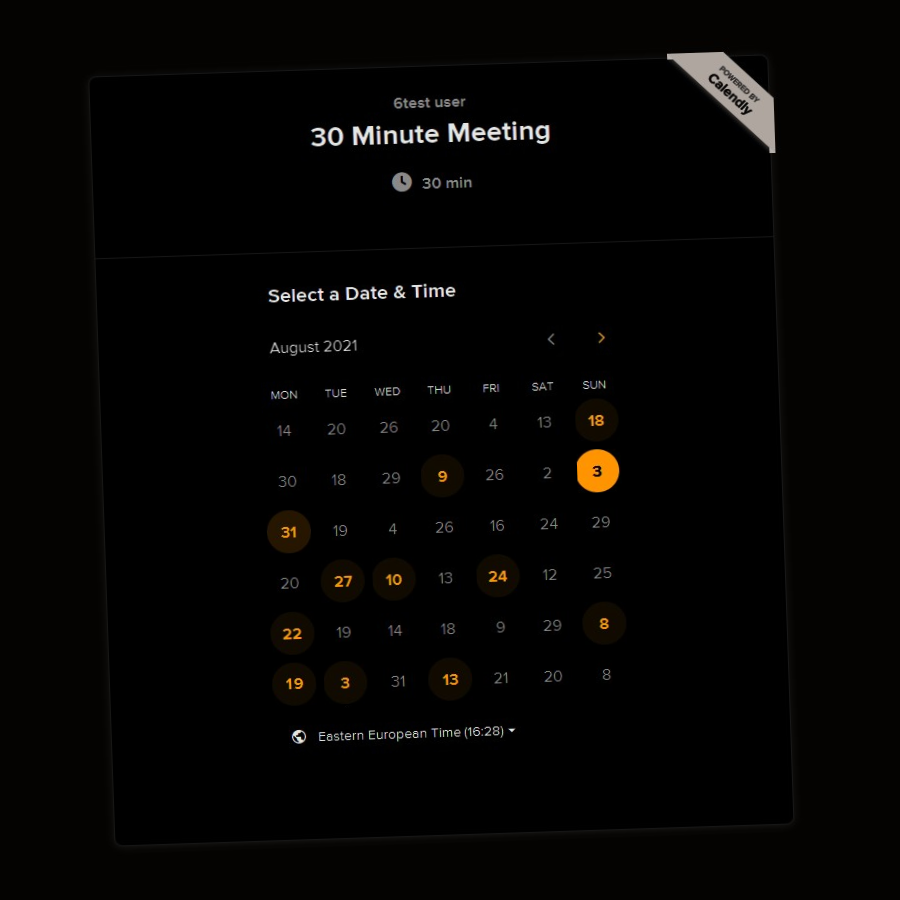 POWERED BY
Calendly
6test user
30 Minute Meeting
30 min
Select a Date & Time
August 2021
MON TUE WED THU FRI SAT SUN
14 20 26 20 4 13 18
30 18 29 9 26 2 3
31 19 4 26 16 24 29
20 27 10 13 24 12 25
22 19 14 18 9 29 8
19 3 31 13 21 20 8
Eastern European Time (16:28)